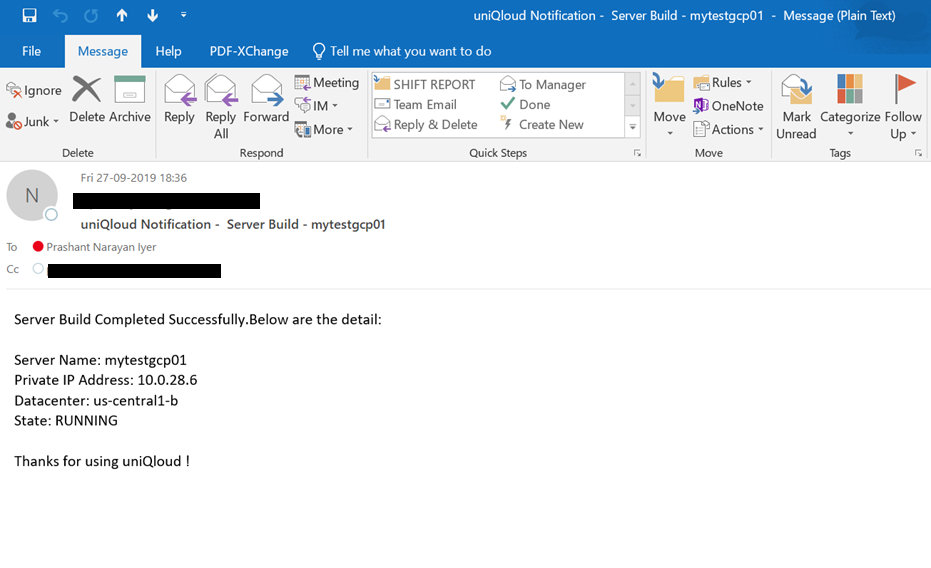 uniQloud Notification - Server Build - mytestgcp01 - Message (Plain Text)
File Message Help PDF-XChange Tell me what you want to do
Ignore
Junk
Delete
Archive
Delete
Reply
Reply All
Forward
Meeting
IM
More
Respond
SHIFT REPORT
Team Email
Reply & Delete
To Manager
Done
Create New
Quick Steps
Move
Rules
OneNote
Actions
Move
Mark Unread
Categorize
Follow Up
Tags
N
Fri 27-09-2019 18:36
uniQloud Notification - Server Build - mytestgcp01
To Prashant Narayan Iyer
Cc
Server Build Completed Successfully.Below are the detail:
Server Name: mytestgcp01
Private IP Address: 10.0.28.6
Datacenter: us-central1-b
State: RUNNING
Thanks for using uniQloud !